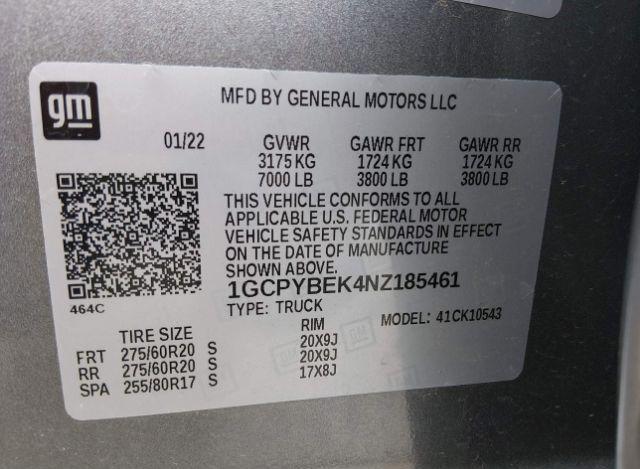 gm
MFD BY GENERAL MOTORS LLC
01/22 GVWR GAWR FRT GAWR RR
3175 KG 1724 KG 1724 KG
7000 LB 3800 LB 3800 LB
THIS VEHICLE CONFORMS TO ALL
APPLICABLE U.S. FEDERAL MOTOR
VEHICLE SAFETY STANDARDS IN EFFECT
ON THE DATE OF MANUFACTURE
SHOWN ABOVE.
464C
1GCPYBEK4NZ185461
TYPE: TRUCK MODEL: 41CK10543
TIRE SIZE RIM
FRT 275/60R20 S 20X9J
RR 275/60R20 S 20X9J
SPA 255/80R17 S 17X8J